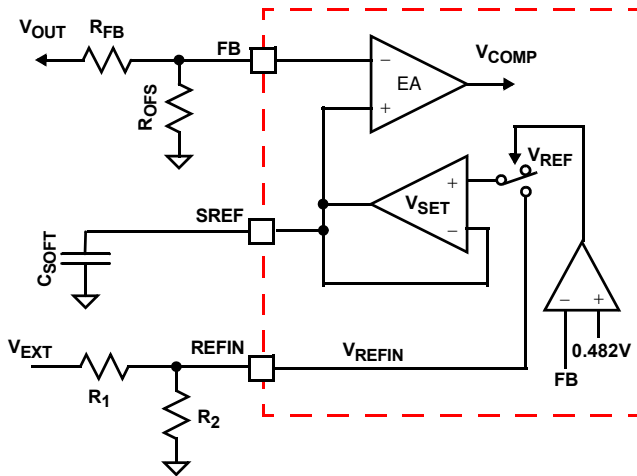 VOUT
RFB
FB
ROFS
−
EA
+
VCOMP
VREF
SREF
VSET
+
−
CSOFT
VEXT
R1
REFIN
R2
VREFIN
− +
0.482V
FB